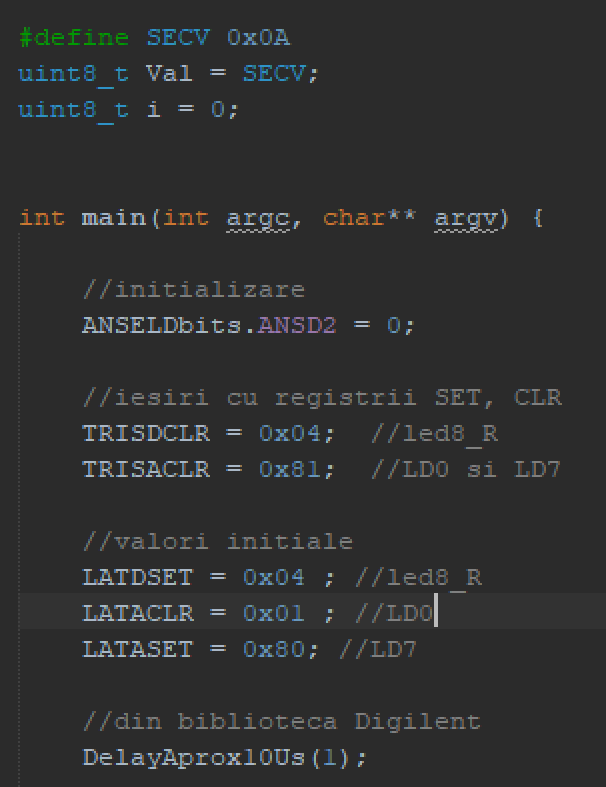 #define SECV 0x0A
uint8_t Val = SECV;
uint8_t i = 0;
int main(int argc, char** argv) {
//initializare
ANSELDbits.ANSD2 = 0;
//iesiri cu registrii SET, CLR
TRISDCLR = 0x04;  //led8_R
TRISACLR = 0x81;  //LD0 si LD7
//valori initiale
LATDSET = 0x04 ; //led8_R
LATACLR = 0x01 ; //LD0
LATASET = 0x80; //LD7
//din biblioteca Digilent
DelayAprox10Us(1);